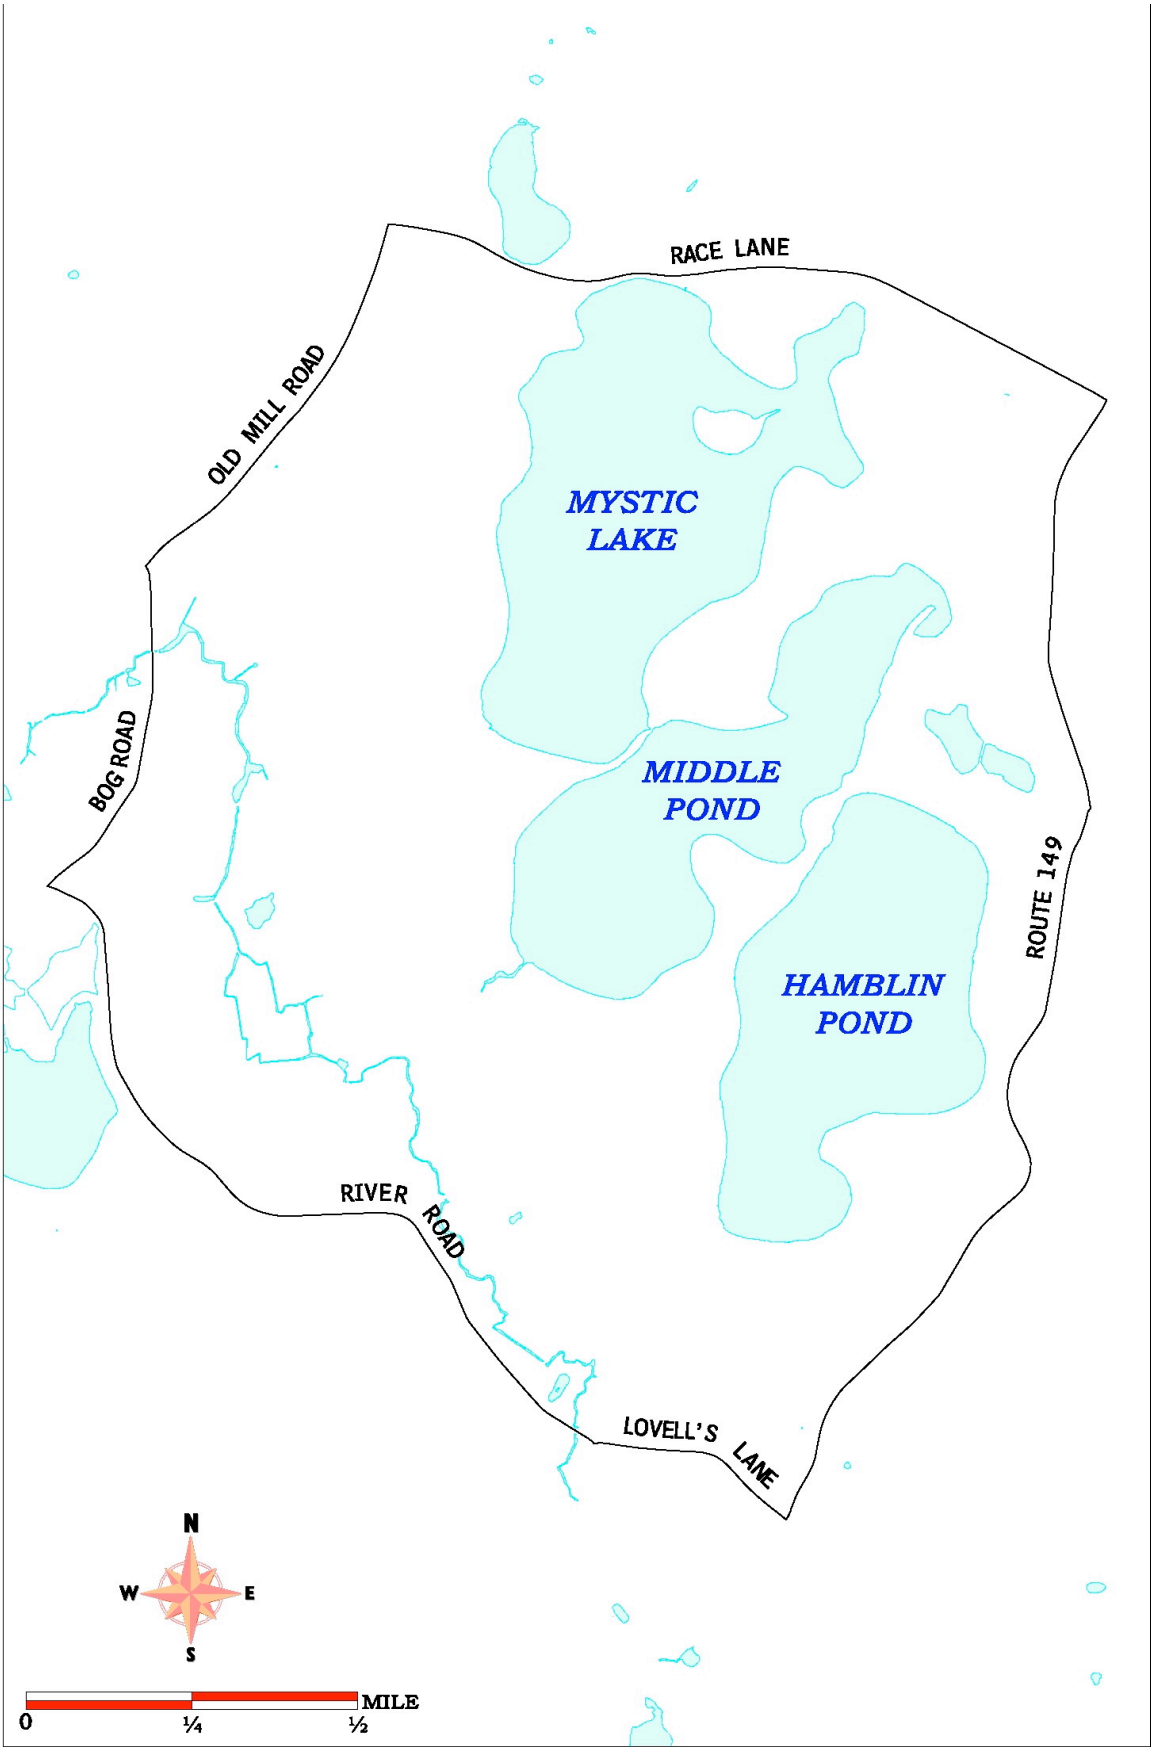 RACE LANE
OLD MILL ROAD
MYSTIC
LAKE
BOG ROAD
MIDDLE
POND
ROUTE 149
HAMBLIN
POND
RIVER ROAD
LOVELL'S LANE
N
W E
S
MILE
0 ¼ ½